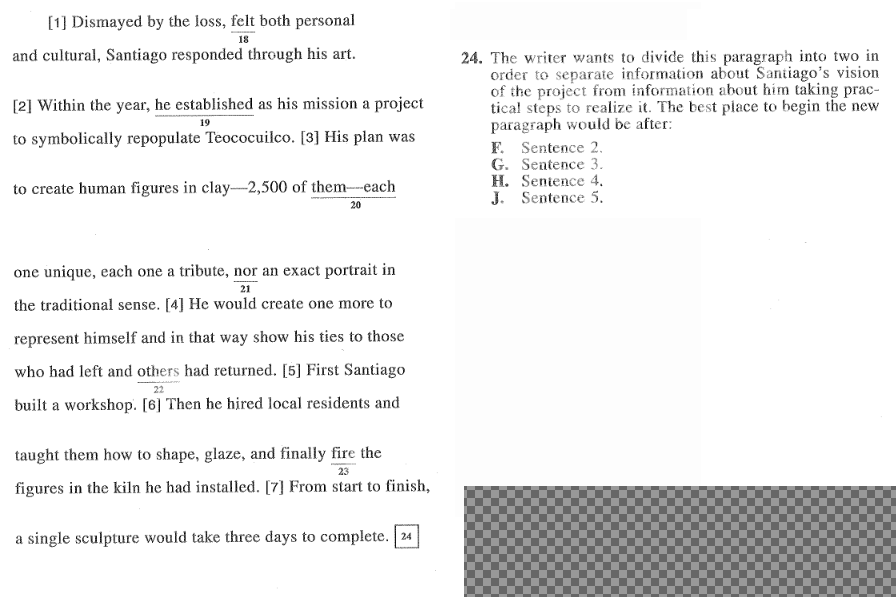 [1] Dismayed by the loss, felt both personal
18
and cultural, Santiago responded through his art.
[2] Within the year, he established as his mission a project
19
to symbolically repopulate Teococuilco. [3] His plan was
to create human figures in clay—2,500 of them—each
20
one unique, each one a tribute, nor an exact portrait in
21
the traditional sense. [4] He would create one more to
represent himself and in that way show his ties to those
who had left and others had returned. [5] First Santiago
22
built a workshop. [6] Then he hired local residents and
taught them how to shape, glaze, and finally fire the
23
figures in the kiln he had installed. [7] From start to finish,
a single sculpture would take three days to complete. 24
24. The writer wants to divide this paragraph into two in
order to separate information about Santiago's vision
of the project from information about him taking prac-
tical steps to realize it. The best place to begin the new
paragraph would be after:
F. Sentence 2.
G. Sentence 3.
H. Sentence 4.
J. Sentence 5.